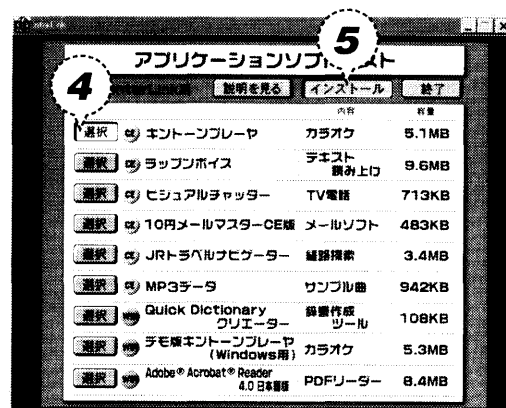 5
アプリケーションソフトリスト
4
説明を見る インストール 終了
内容 容量
選択 キントーンプレーヤ カラオケ 5.1MB
選択 ラップンボイス テキスト読み上げ 9.6MB
選択 ビジュアルチャッター TV電話 713KB
選択 10円メールマスターCE版 メールソフト 483KB
選択 JRトラベルナビゲーター 経路探索 3.4MB
選択 MP3データ サンプル曲 942KB
選択 Quick Dictionary クリエーター 辞書作成ツール 108KB
選択 デモ版キントーンプレーヤ (Windows用) カラオケ 5.3MB
選択 Adobe® Acrobat® Reader 4.0 日本語版 PDFリーダー 8.4MB